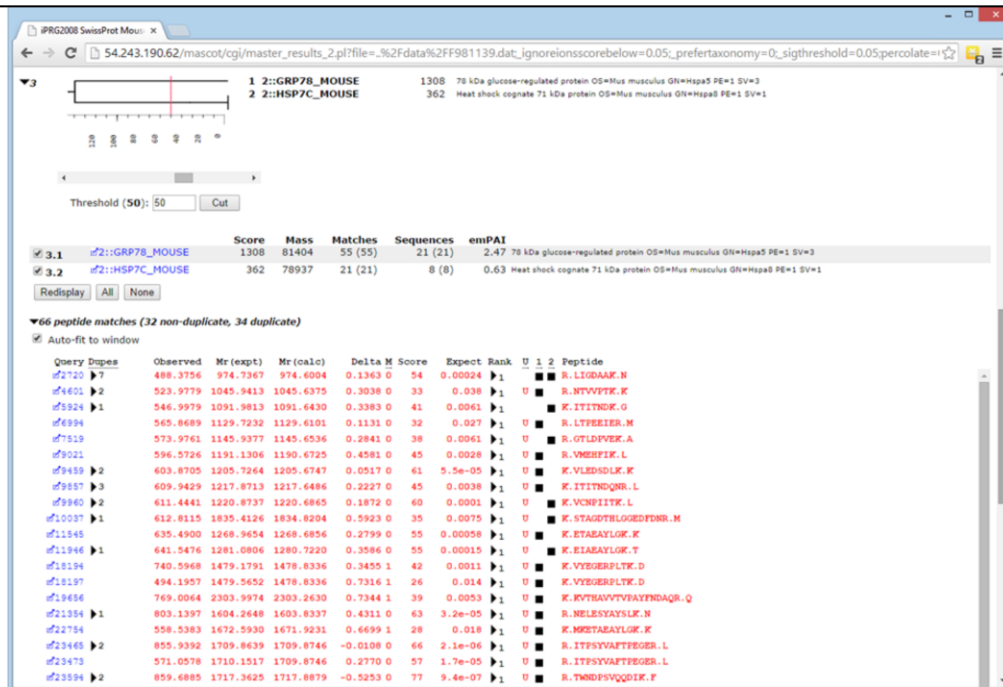 iPRG2008 SwissProt Mous ×
54.243.190.62/mascot/cgi/master_results_2.pl?file=..%2Fdata%2FF981139.dat;_ignoreionsscorebelow=0.05;_prefertaxonomy=0;_sigthreshold=0.05;percolate=
▼3
1 2::GRP78_MOUSE 1308 78 kDa glucose-regulated protein OS=Mus musculus GN=Hspa5 PE=1 SV=3
2 2::HSP7C_MOUSE 362 Heat shock cognate 71 kDa protein OS=Mus musculus GN=Hspa8 PE=1 SV=1
120 100 80 60 40 20 0
Threshold (50): 50 Cut
Score Mass Matches Sequences emPAI
3.1 2::GRP78_MOUSE 1308 81404 55 (55) 21 (21) 2.47 78 kDa glucose-regulated protein OS=Mus musculus GN=Hspa5 PE=1 SV=3
3.2 2::HSP7C_MOUSE 362 78937 21 (21) 8 (8) 0.63 Heat shock cognate 71 kDa protein OS=Mus musculus GN=Hspa8 PE=1 SV=1
Redisplay All None
▼66 peptide matches (32 non-duplicate, 34 duplicate)
Auto-fit to window
Query Dupes Observed Mr(expt) Mr(calc) Delta M Score Expect Rank U 1 2 Peptide
2720 ▶7 488.3756 974.7367 974.6004 0.1363 0 54 0.00024 ▶1 ■ ■ R.LIGDAAK.N
4601 ▶2 523.9779 1045.9413 1045.6375 0.3038 0 33 0.038 ▶1 U ■ R.NTVVPTK.K
5924 ▶1 546.9979 1091.9813 1091.6430 0.3383 0 41 0.0061 ▶1 ■ K.ITITNDK.G
6994 565.8689 1129.7232 1129.6101 0.1131 0 32 0.027 ▶1 U ■ R.LTPEEIER.M
7519 573.9761 1145.9377 1145.6536 0.2841 0 38 0.0061 ▶1 U ■ R.GTLDPVEK.A
9021 596.5726 1191.1306 1190.6725 0.4581 0 45 0.0028 ▶1 U ■ R.VMEHFIK.L
9459 ▶2 603.8705 1205.7264 1205.6747 0.0517 0 61 5.5e-05 ▶1 U ■ K.VLEDSDLK.K
9857 ▶3 609.9429 1217.8713 1217.6486 0.2227 0 45 0.0038 ▶1 U ■ K.ITITNDQNR.L
9960 ▶2 611.4441 1220.8737 1220.6865 0.1872 0 60 0.0001 ▶1 U ■ K.VCNPIITK.L
10037 ▶1 612.8115 1835.4126 1834.8204 0.5923 0 35 0.0075 ▶1 U ■ K.STAGDTHLGGEDFDNR.M
11545 635.4900 1268.9654 1268.6856 0.2799 0 55 0.00058 ▶1 U ■ K.ETAEAYLGK.K
11946 ▶1 641.5476 1281.0806 1280.7220 0.3586 0 55 0.00015 ▶1 U ■ K.EIAEAYLGK.T
18194 740.5968 1479.1791 1478.8336 0.3455 1 42 0.0011 ▶1 U ■ K.VYEGERPLTK.D
18197 494.1957 1479.5652 1478.8336 0.7316 1 26 0.014 ▶1 U ■ K.VYEGERPLTK.D
19656 769.0064 2303.9974 2303.2630 0.7344 1 39 0.0053 ▶1 U ■ K.KVTHAVVTVPAYFNDAQR.Q
21354 ▶1 803.1397 1604.2648 1603.8337 0.4311 0 63 3.2e-05 ▶1 U ■ R.NELESYAYSLK.N
22754 558.5383 1672.5930 1671.9231 0.6699 1 28 0.018 ▶1 U ■ K.MKETAEAYLGK.K
23465 ▶2 855.9392 1709.8639 1709.8746 -0.0108 0 66 2.1e-06 ▶1 U ■ R.ITPSYVAFTPEGER.L
23473 571.0578 1710.1517 1709.8746 0.2770 0 57 1.7e-05 ▶1 U ■ R.ITPSYVAFTPEGER.L
23594 ▶2 859.6885 1717.3625 1717.8879 -0.5253 0 77 9.4e-07 ▶1 U ■ R.TWNDPSVQQDIK.F